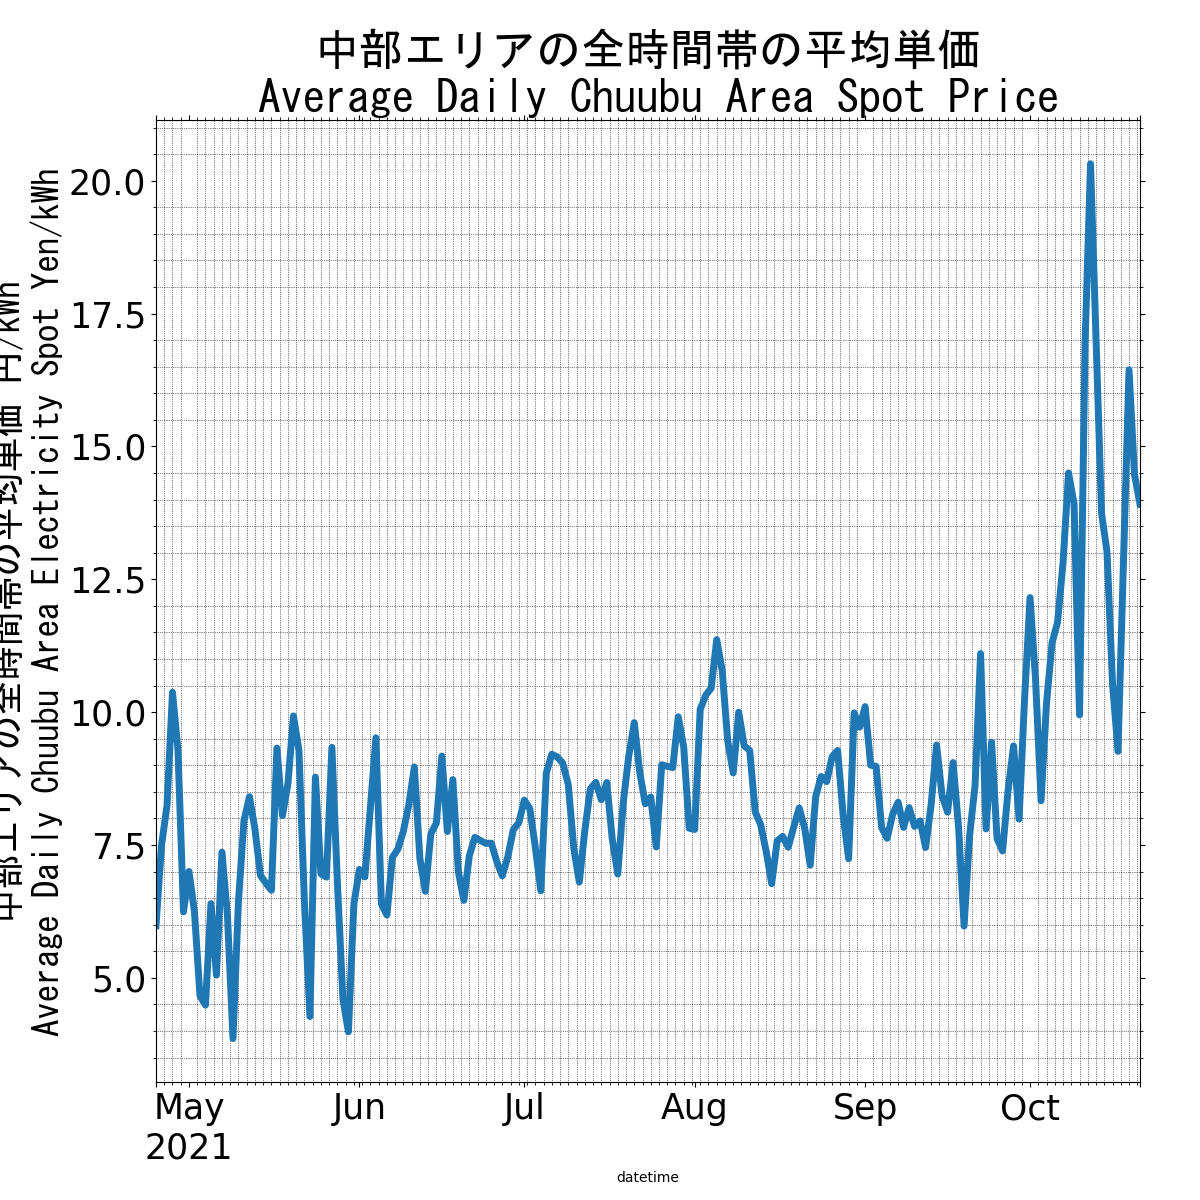 中部エリアの全時間帯の平均単価
Average Daily Chuubu Area Spot Price
中部エリアの全時間帯の平均単価 円/kWh
Average Daily Chuubu Area Electricity Spot Yen/kWh
20.0
17.5
15.0
12.5
10.0
7.5
5.0
May Jun Jul Aug Sep Oct
2021
datetime